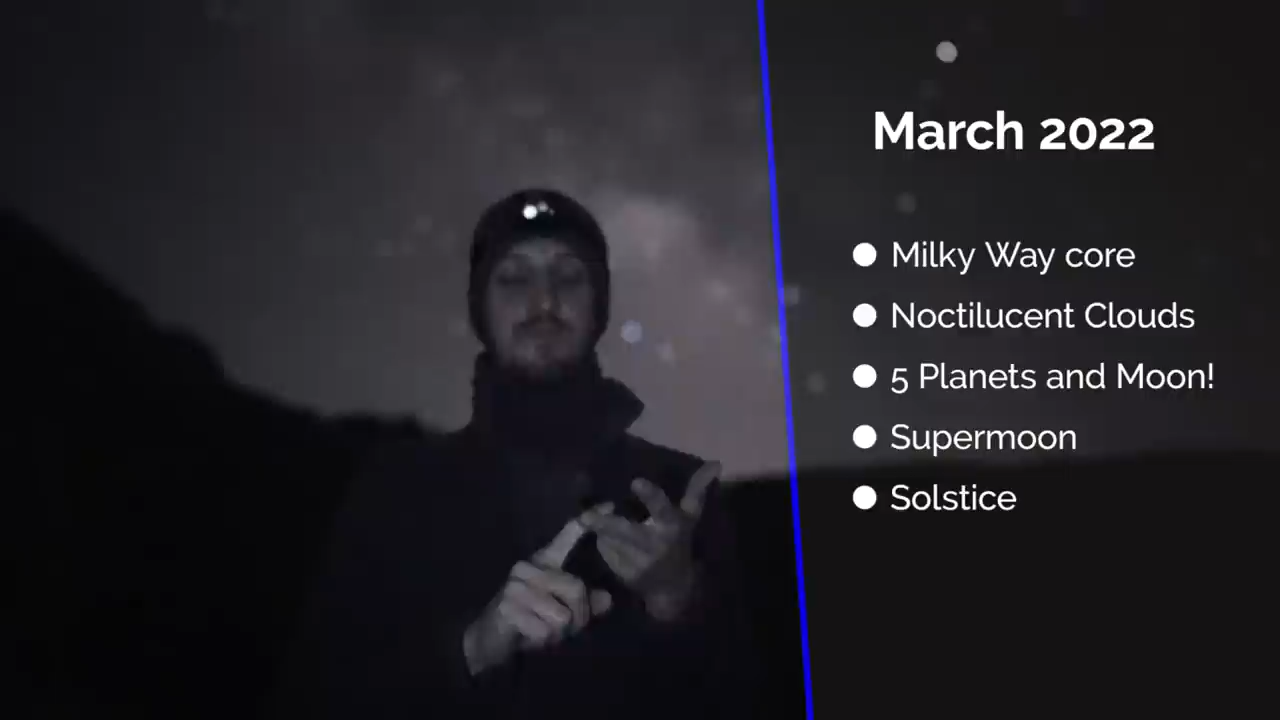 March 2022
Milky Way core
Noctilucent Clouds
5 Planets and Moon!
Supermoon
Solstice